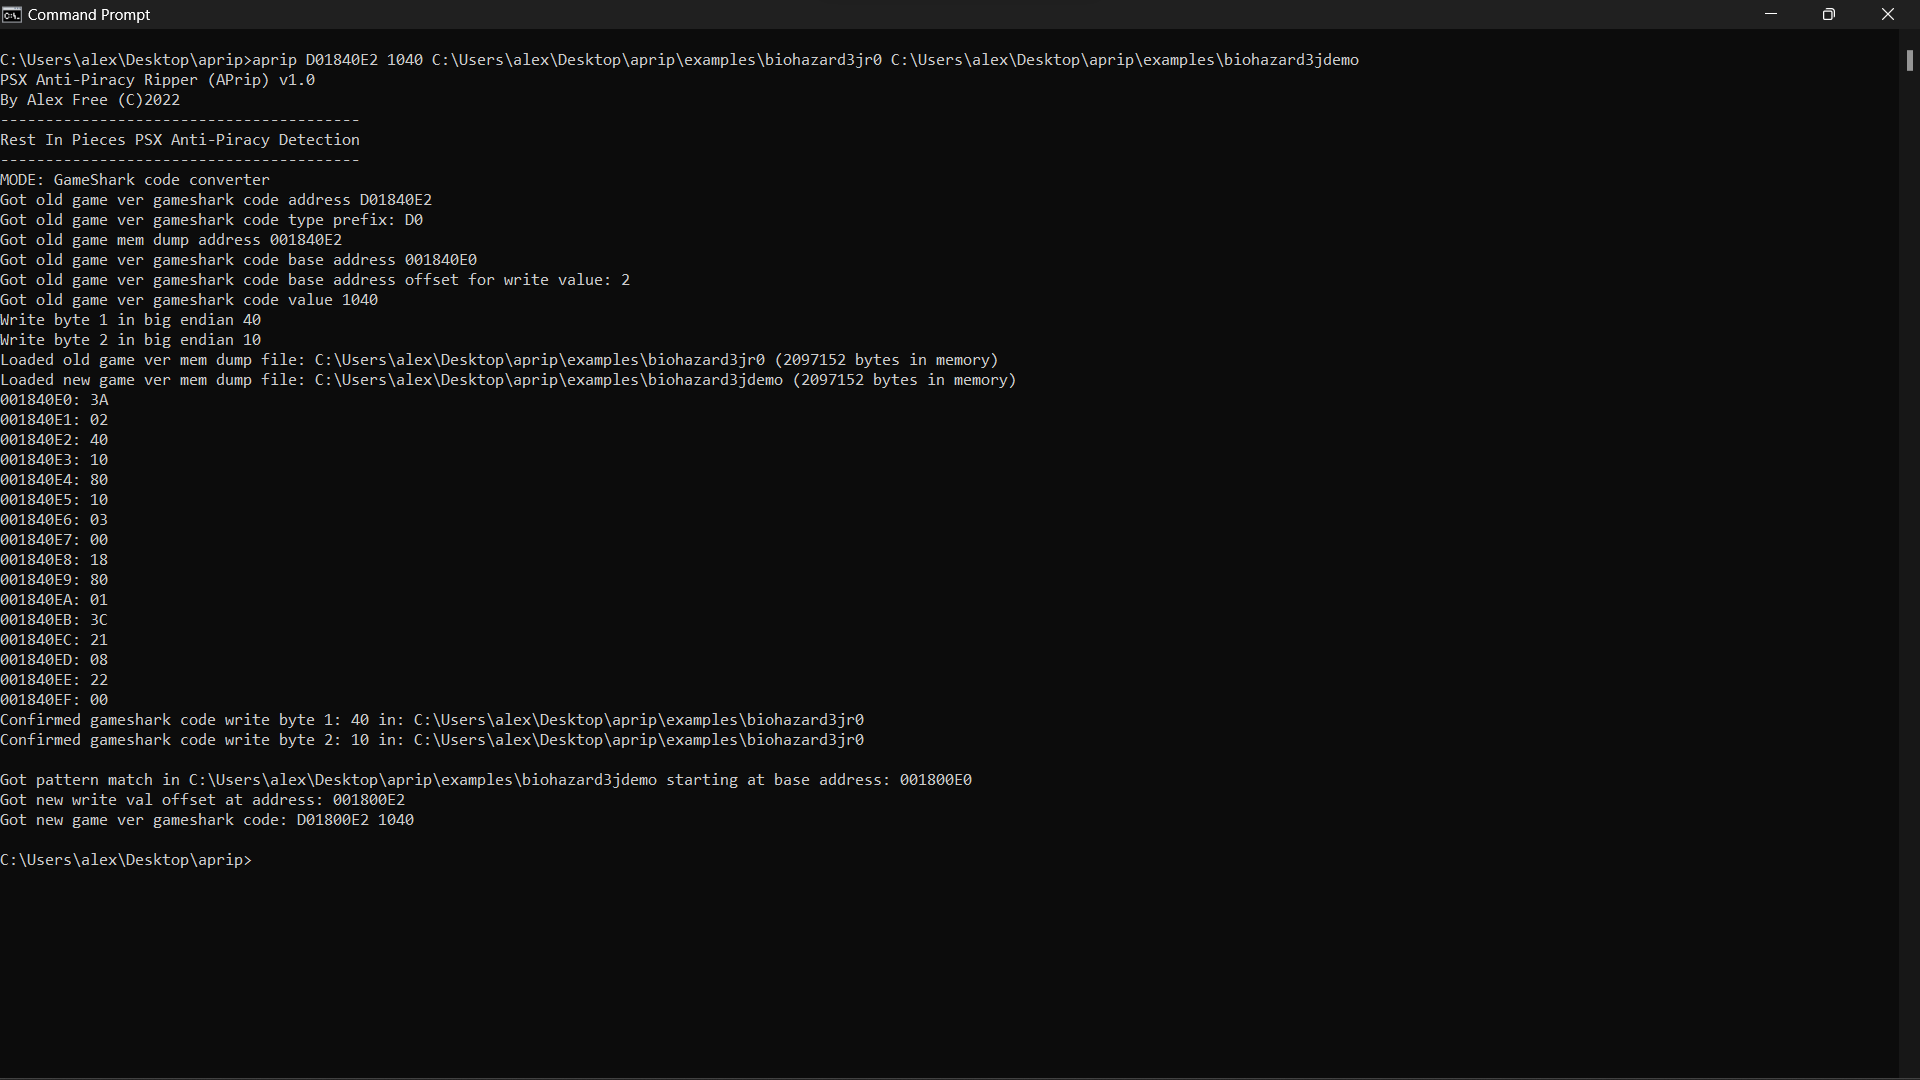 Command Prompt
C:\Users\alex\Desktop\aprip>aprip D01840E2 1040 C:\Users\alex\Desktop\aprip\examples\biohazard3jr0 C:\Users\alex\Desktop\aprip\examples\biohazard3jdemo
PSX Anti-Piracy Ripper (APrip) v1.0
By Alex Free (C)2022
----------------------------------------
Rest In Pieces PSX Anti-Piracy Detection
----------------------------------------
MODE: GameShark code converter
Got old game ver gameshark code address D01840E2
Got old game ver gameshark code type prefix: D0
Got old game mem dump address 001840E2
Got old game ver gameshark code base address 001840E0
Got old game ver gameshark code base address offset for write value: 2
Got old game ver gameshark code value 1040
Write byte 1 in big endian 40
Write byte 2 in big endian 10
Loaded old game ver mem dump file: C:\Users\alex\Desktop\aprip\examples\biohazard3jr0 (2097152 bytes in memory)
Loaded new game ver mem dump file: C:\Users\alex\Desktop\aprip\examples\biohazard3jdemo (2097152 bytes in memory)
001840E0: 3A
001840E1: 02
001840E2: 40
001840E3: 10
001840E4: 80
001840E5: 10
001840E6: 03
001840E7: 00
001840E8: 18
001840E9: 80
001840EA: 01
001840EB: 3C
001840EC: 21
001840ED: 08
001840EE: 22
001840EF: 00
Confirmed gameshark code write byte 1: 40 in: C:\Users\alex\Desktop\aprip\examples\biohazard3jr0
Confirmed gameshark code write byte 2: 10 in: C:\Users\alex\Desktop\aprip\examples\biohazard3jr0
Got pattern match in C:\Users\alex\Desktop\aprip\examples\biohazard3jdemo starting at base address: 001800E0
Got new write val offset at address: 001800E2
Got new game ver gameshark code: D01800E2 1040
C:\Users\alex\Desktop\aprip>